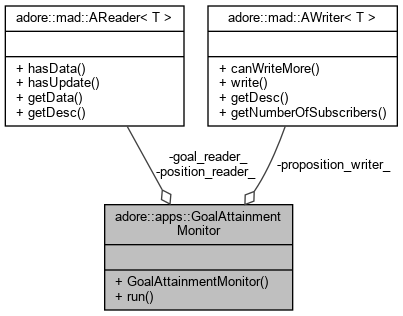 adore::mad::AReader< T >
+ hasData()
+ hasUpdate()
+ getData()
+ getDesc()
adore::mad::AWriter< T >
+ canWriteMore()
+ write()
+ getDesc()
+ getNumberOfSubscribers()
-goal_reader_
-position_reader_
-proposition_writer_
adore::apps::GoalAttainment
Monitor
+ GoalAttainmentMonitor()
+ run()